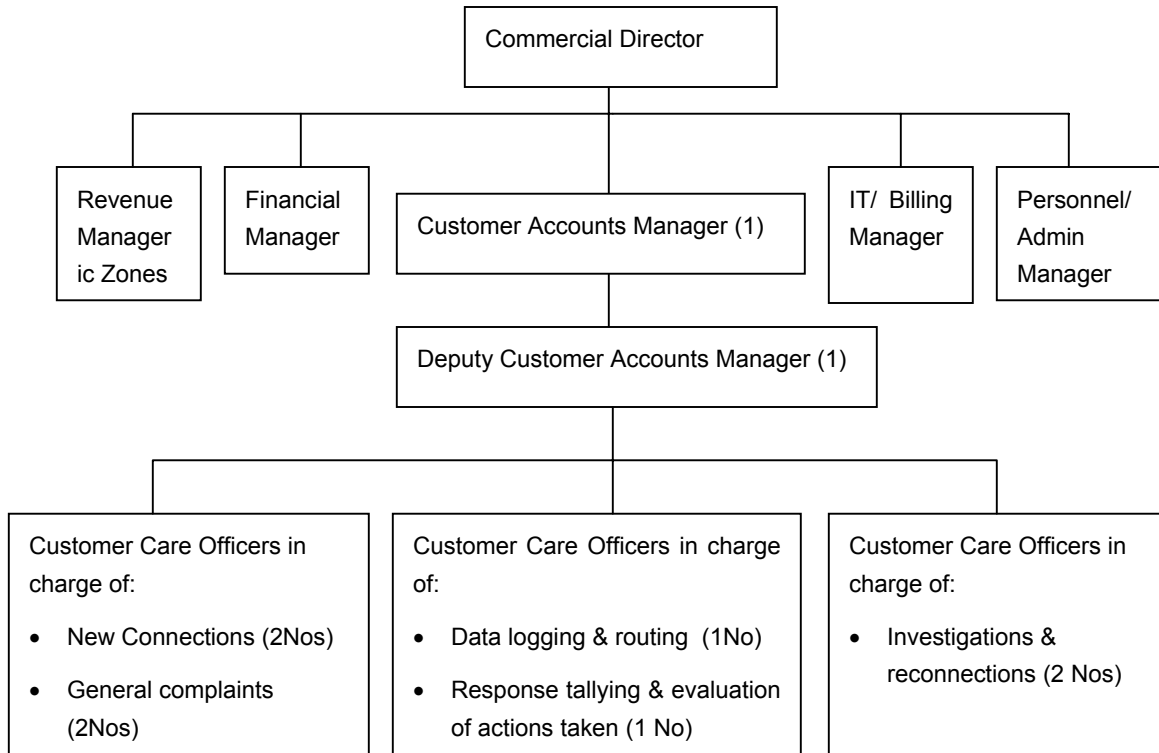 Commercial Director
Revenue
Manager
ic Zones
Financial
Manager
Customer Accounts Manager (1)
IT/ Billing
Manager
Personnel/
Admin
Manager
Deputy Customer Accounts Manager (1)
Customer Care Officers in
charge of:
• New Connections (2Nos)
• General complaints
(2Nos)
Customer Care Officers in charge
of:
• Data logging & routing (1No)
• Response tallying & evaluation
of actions taken (1 No)
Customer Care Officers in
charge of:
• Investigations &
reconnections (2 Nos)